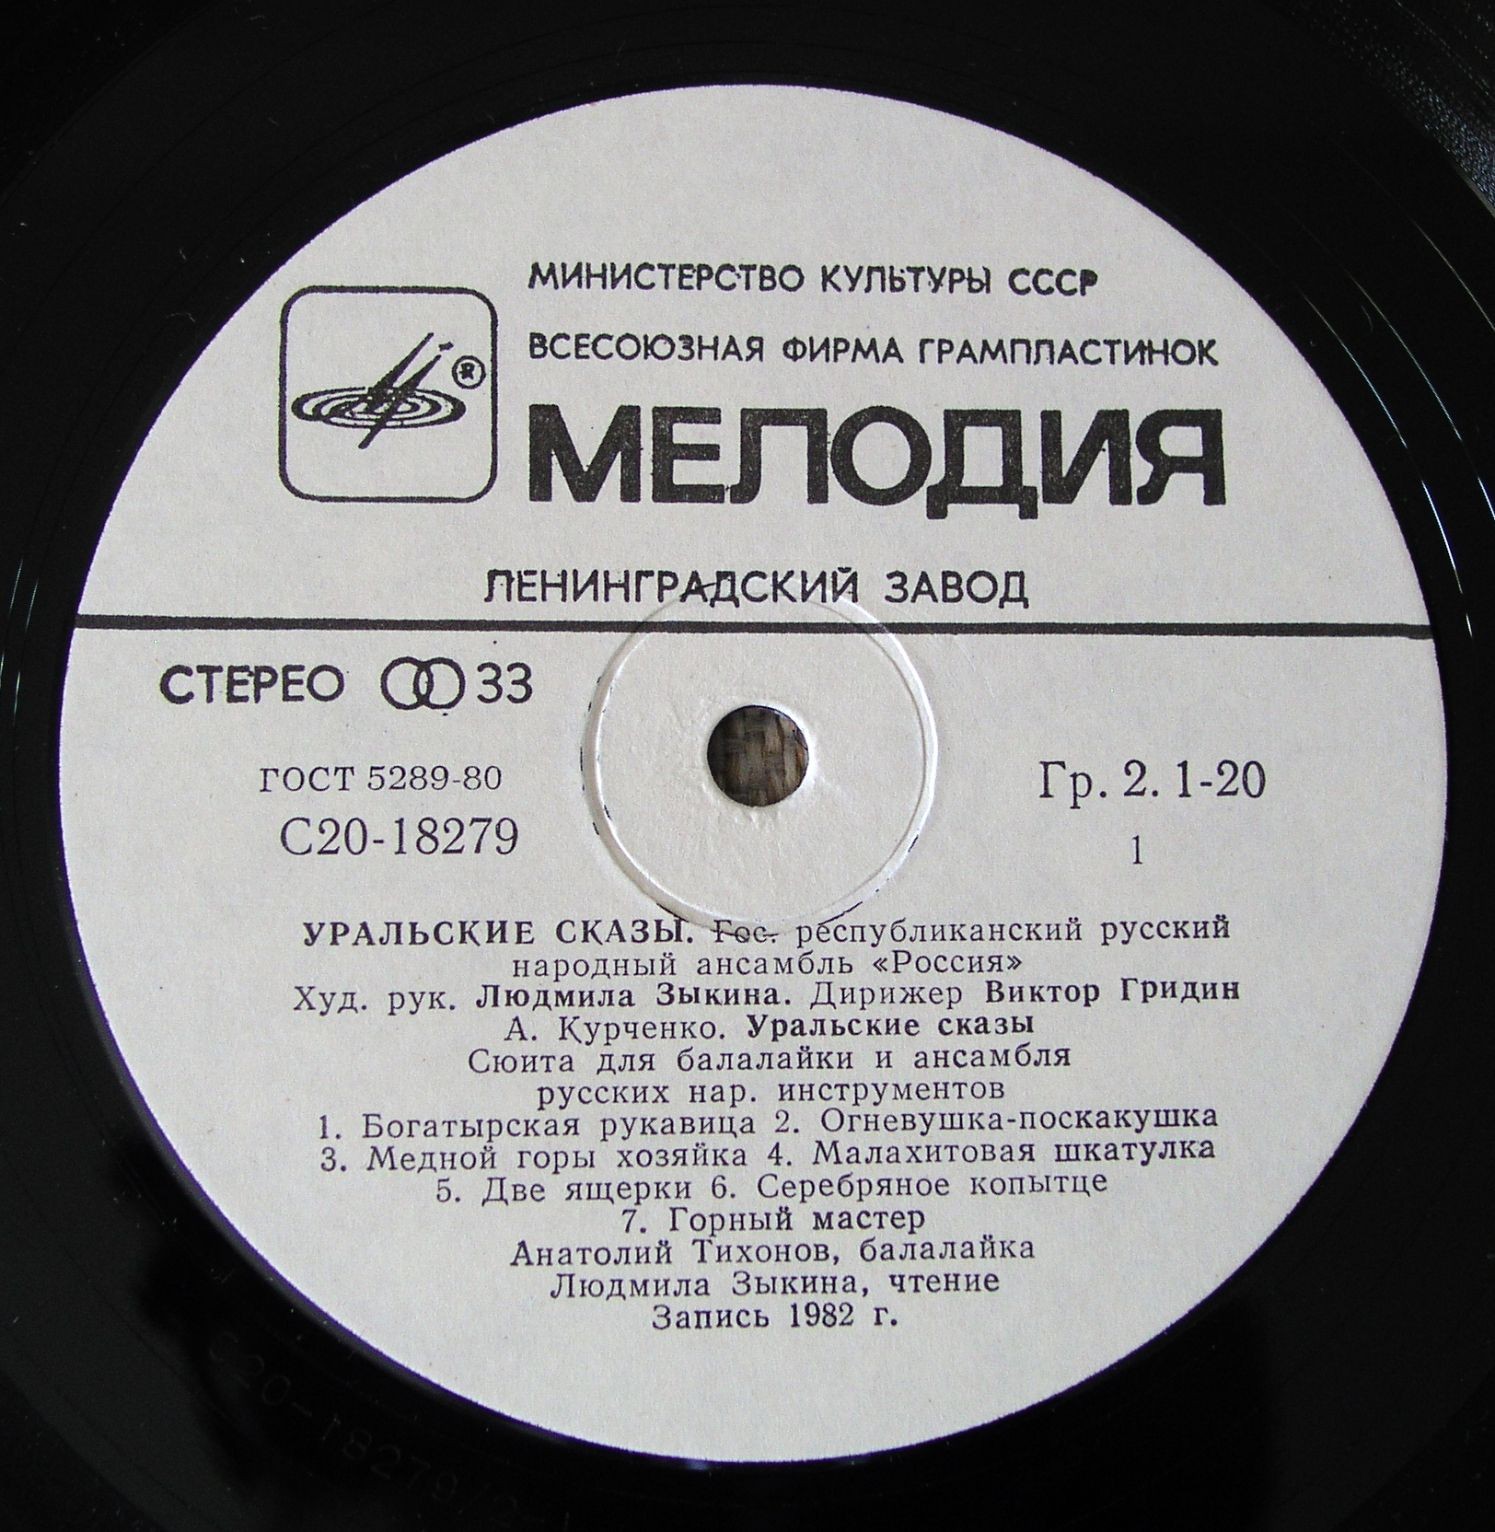 МИНИСТЕРСТВО КУЛЬТУРЫ СССР
ВСЕСОЮЗНАЯ ФИРМА ГРАМПЛАСТИНОК
®
МЕЛОДИЯ
ЛЕНИНГРАДСКИЙ ЗАВОД
СТЕРЕО 33
ГОСТ 5289-80
Гр. 2. 1-20
С20-18279
1
УРАЛЬСКИЕ СКАЗЫ. Гос. республиканский русский
народный ансамбль «Россия»
Худ. рук. Людмила Зыкина. Дирижер Виктор Гридин
А. Курченко. Уральские сказы
Сюита для балалайки и ансамбля
русских нар. инструментов
1. Богатырская рукавица 2. Огневушка-поскакушка
3. Медной горы хозяйка 4. Малахитовая шкатулка
5. Две ящерки 6. Серебряное копытце
7. Горный мастер
Анатолий Тихонов, балалайка
Людмила Зыкина, чтение
Запись 1982 г.